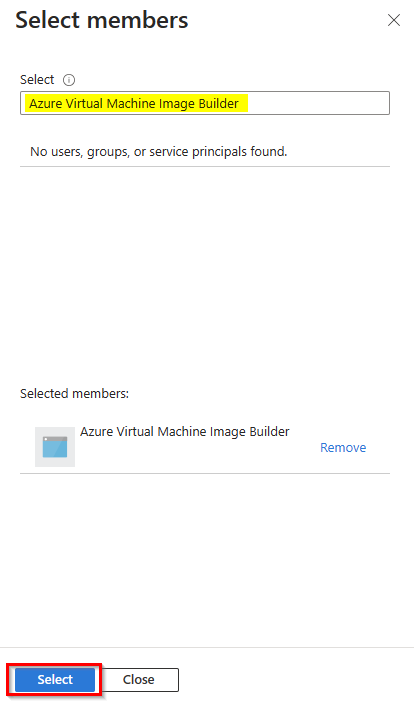 Select members
Select
Azure Virtual Machine Image Builder
No users, groups, or service principals found.
Selected members:
Azure Virtual Machine Image Builder
Remove
Select Close